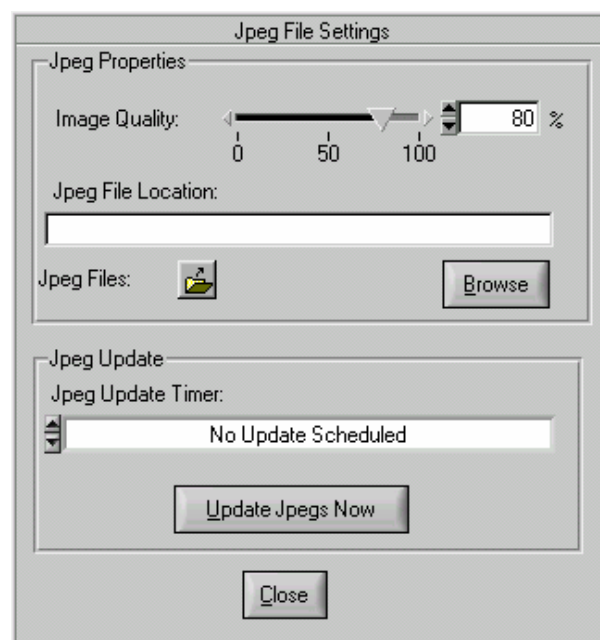 Jpeg File Settings
Jpeg Properties
Image Quality:
80 %
0 50 100
Jpeg File Location:
Jpeg Files:
Browse
Jpeg Update
Jpeg Update Timer:
No Update Scheduled
Update Jpegs Now
Close